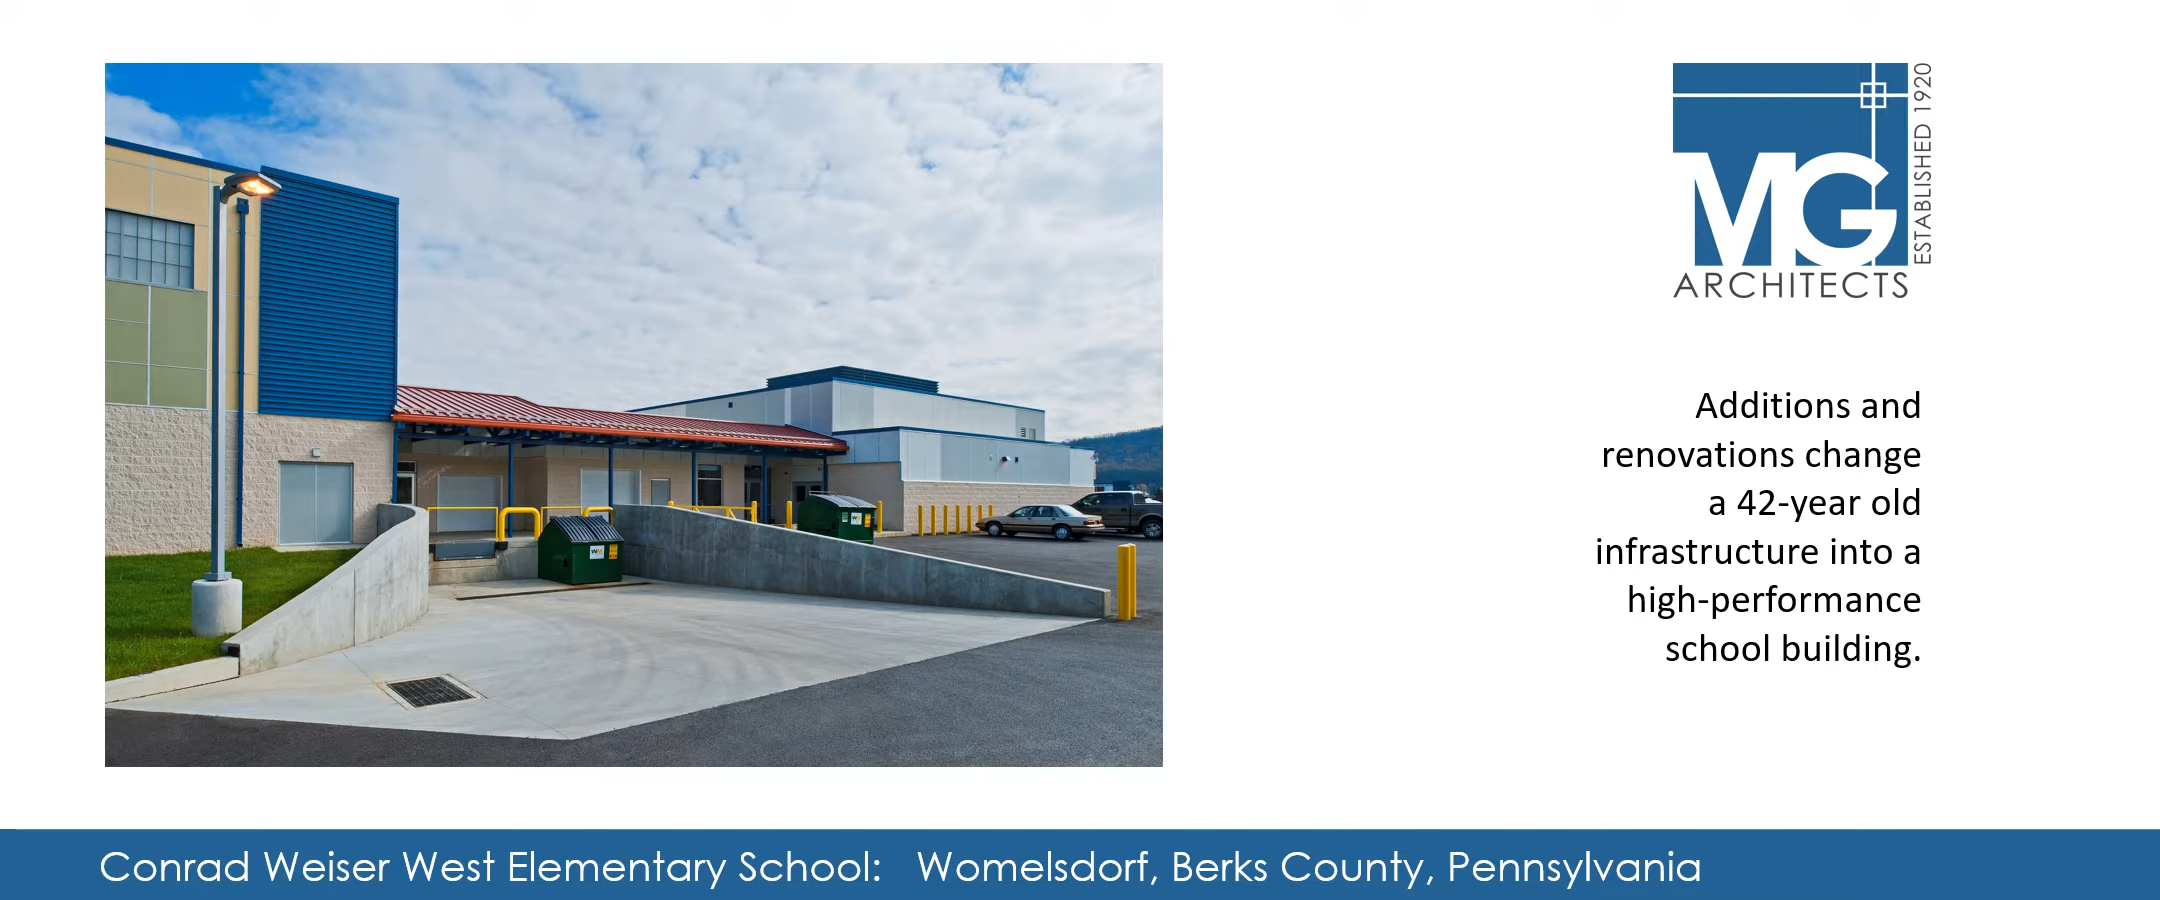 MG
ARCHITECTS
ESTABLISHED 1920
Additions and
renovations change
a 42-year old
infrastructure into a
high-performance
school building.
WM
Conrad Weiser West Elementary School: Womelsdorf, Berks County, Pennsylvania